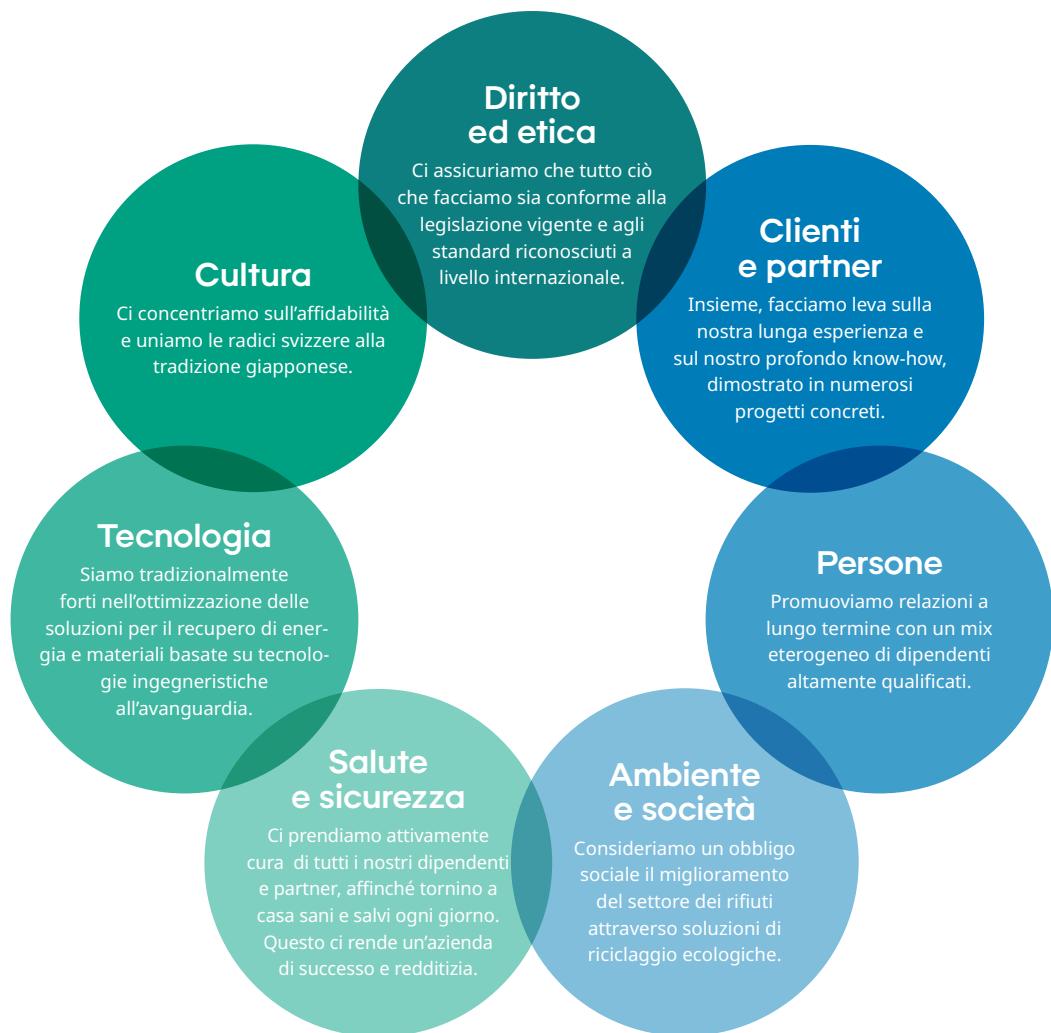 Diritto
ed etica
Ci assicuriamo che tutto ciò
che facciamo sia conforme alla
legislazione vigente e agli
standard riconosciuti a
livello internazionale.
Clienti
e partner
Insieme, facciamo leva sulla
nostra lunga esperienza e
sul nostro profondo know-how,
dimostrato in numerosi
progetti concreti.
Persone
Promuoviamo relazioni a
lungo termine con un mix
eterogeneo di dipendenti
altamente qualificati.
Ambiente
e società
Consideriamo un obbligo
sociale il miglioramento
del settore dei rifiuti
attraverso soluzioni di
riciclaggio ecologiche.
Salute
e sicurezza
Ci prendiamo attivamente
cura  di tutti i nostri dipendenti
e partner, affinché tornino a
casa sani e salvi ogni giorno.
Questo ci rende un’azienda
di successo e redditizia.
Tecnologia
Siamo tradizionalmente
forti nell’ottimizzazione delle
soluzioni per il recupero di ener-
gia e materiali basate su tecnolo-
gie ingegneristiche
all’avanguardia.
Cultura
Ci concentriamo sull’affidabilità
e uniamo le radici svizzere alla
tradizione giapponese.